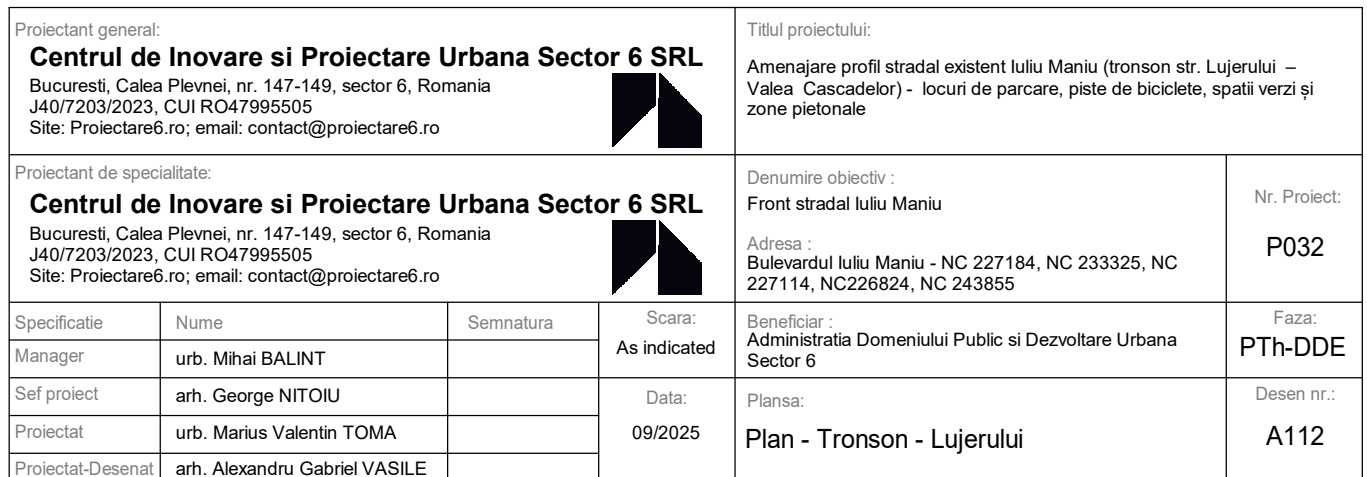 Proiectant general:
Centrul de Inovare si Proiectare Urbana Sector 6 SRL
Bucuresti, Calea Plevnei, nr. 147-149, sector 6, Romania
J40/7203/2023, CUI RO47995505
Site: Proiectare6.ro; email: contact@proiectare6.ro
Titlul proiectului:
Amenajare profil stradal existent Iuliu Maniu (tronson str. Lujerului –
Valea Cascadelor) - locuri de parcare, piste de biciclete, spatii verzi și
zone pietonale
Proiectant de specialitate:
Centrul de Inovare si Proiectare Urbana Sector 6 SRL
Bucuresti, Calea Plevnei, nr. 147-149, sector 6, Romania
J40/7203/2023, CUI RO47995505
Site: Proiectare6.ro; email: contact@proiectare6.ro
Denumire obiectiv :
Front stradal Iuliu Maniu
Adresa :
Bulevardul Iuliu Maniu - NC 227184, NC 233325, NC
227114, NC226824, NC 243855
Nr. Proiect:
P032
Specificatie Nume Semnatura
Manager urb. Mihai BALINT
Sef proiect arh. George NITOIU
Proiectat urb. Marius Valentin TOMA
Proiectat-Desenat arh. Alexandru Gabriel VASILE
Scara:
As indicated
Data:
09/2025
Beneficiar :
Administratia Domeniului Public si Dezvoltare Urbana
Sector 6
Faza:
PTh-DDE
Plansa:
Plan - Tronson - Lujerului
Desen nr.:
A112